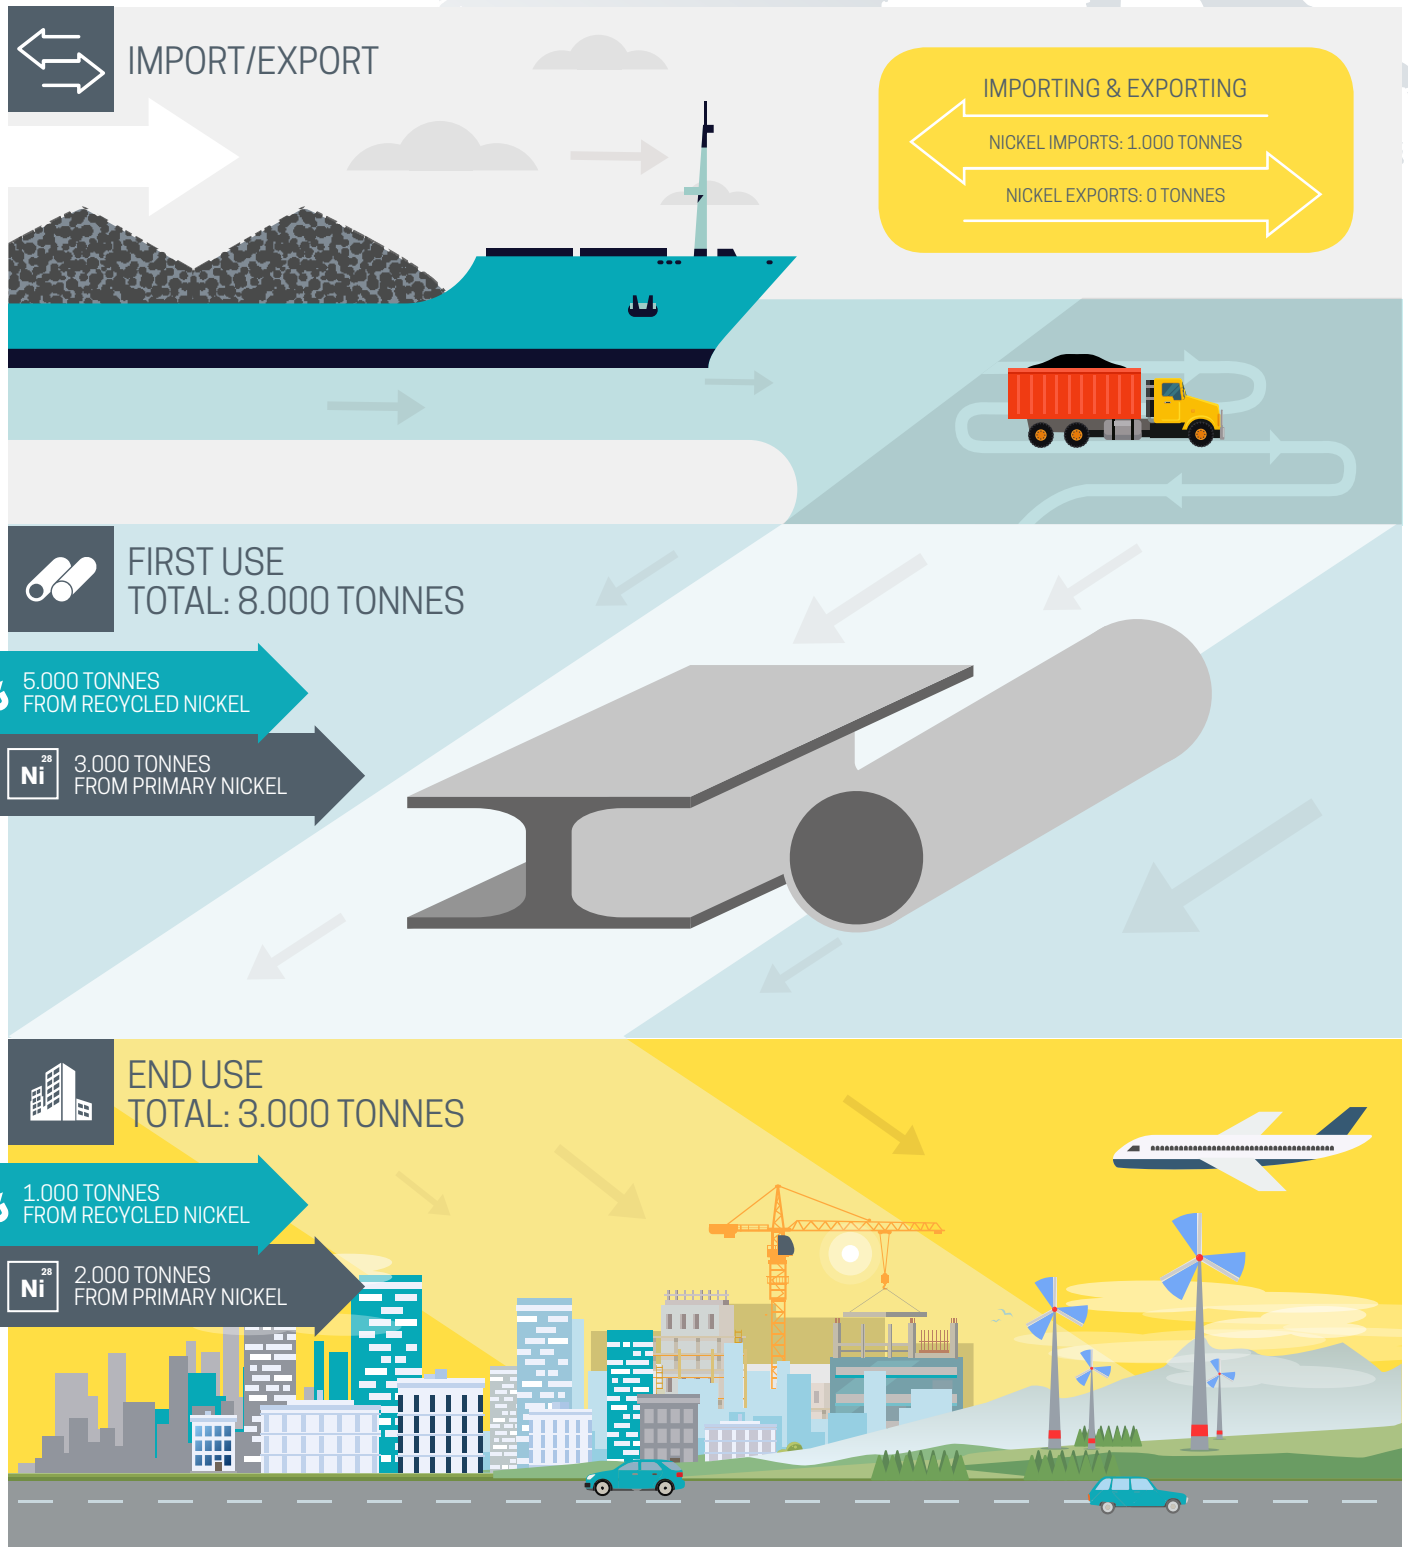 IMPORT/EXPORT
IMPORTING & EXPORTING
NICKEL IMPORTS: 1.000 TONNES
NICKEL EXPORTS: 0 TONNES
FIRST USE
TOTAL: 8.000 TONNES
5.000 TONNES
FROM RECYCLED NICKEL
28
Ni
3.000 TONNES
FROM PRIMARY NICKEL
END USE
TOTAL: 3.000 TONNES
1.000 TONNES
FROM RECYCLED NICKEL
28
Ni
2.000 TONNES
FROM PRIMARY NICKEL